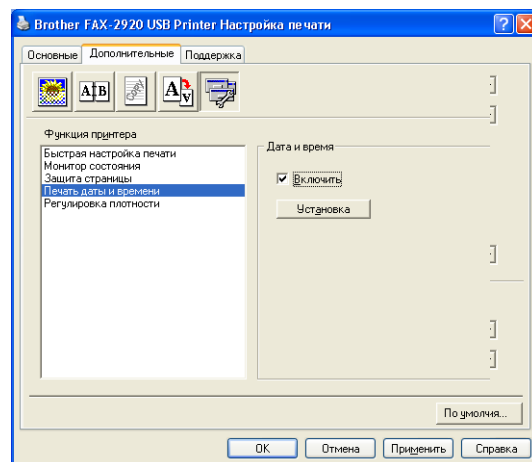 Brother FAX-2920 USB Printer Настройка печати
Основные Дополнительные Поддержка
Функция принтера
Быстрая настройка печати
Монитор состояния
Защита страницы
Печать даты и времени
Регулировка плотности
Дата и время
Включить
Установка
По умолчия...
OK Отмена Применить Справка